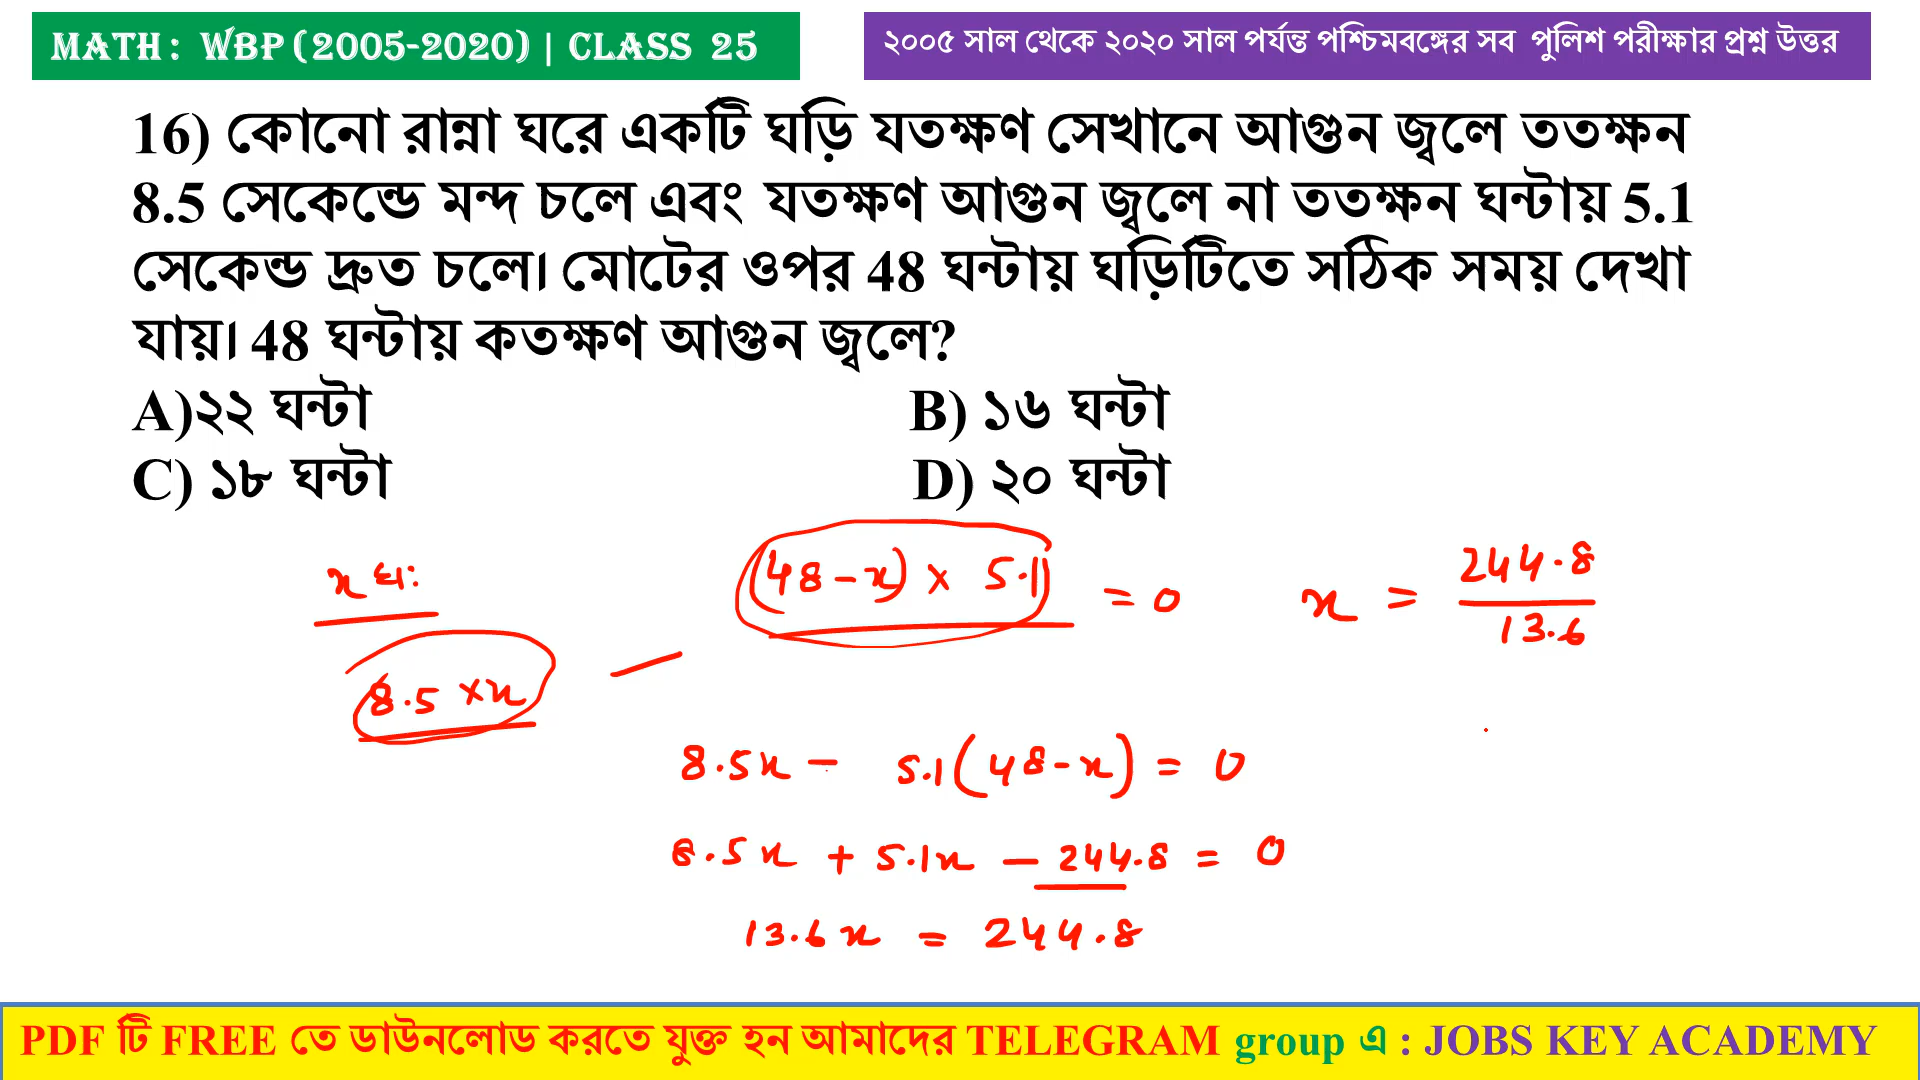 MATH : WBP (2005-2020) | CLASS 25
২০০৫ সাল থেকে ২০২০ সাল পর্যন্ত পশ্চিমবঙ্গের সব পুলিশ পরীক্ষার প্রশ্ন উত্তর
16) কোনো রান্না ঘরে একটি ঘড়ি যতক্ষণ সেখানে আগুন জ্বলে ততক্ষন
8.5 সেকেন্ডে মন্দ চলে এবং যতক্ষণ আগুন জ্বলে না ততক্ষন ঘন্টায় 5.1
সেকেন্ড দ্রুত চলে। মোটের ওপর 48 ঘন্টায় ঘড়িটিতে সঠিক সময় দেখা
যায়। 48 ঘন্টায় কতক্ষণ আগুন জ্বলে?
A)২২ ঘন্টা B) ১৬ ঘন্টা
C) ১৮ ঘন্টা D) ২০ ঘন্টা
x ঘঃ
8.5 × x — (48 - x) × 5.1 = 0
x = 244.8 / 13.6
8.5x - 5.1(48-x) = 0
8.5x + 5.1x - 244.8 = 0
13.6x = 244.8
PDF টি FREE তে ডাউনলোড করতে যুক্ত হন আমাদের TELEGRAM group এ : JOBS KEY ACADEMY